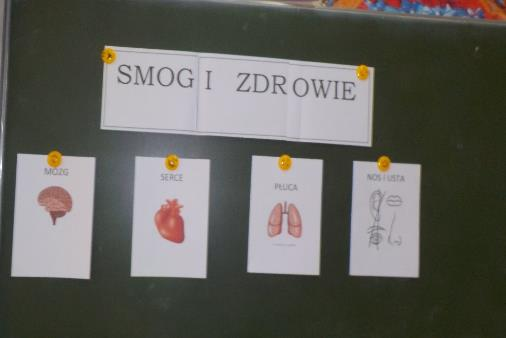 SMOG I ZDROWIE
MÓZG
SERCE
PŁUCA
NOS I USTA